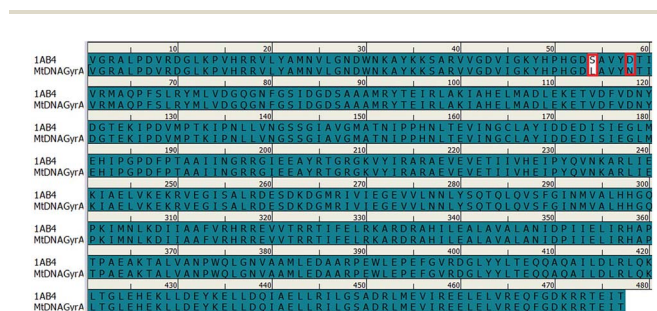 10 20 30 40 50 60
1AB4 VGRALPDVRDGLKPVHRRVLYAMNVLGNDWNKAYKKSARVVGDVIGKYHPHGDSAVYDTI
MtDNAGyrA VGRALPDVRDGLKPVHRRVLYAMNVLGNDWNKAYKKSARVVGDVIGKYHPHGDLAVYNTI
70 80 90 100 110 120
1AB4 VRMAQPFSLRYMLVDGQGNFGSIDGDSAAAMRYTEIRLAKIAHELMADLEKETVDFVDNY
MtDNAGyrA VRMAQPFSLRYMLVDGQGNFGSIDGDSAAAMRYTEIRLAKIAHELMADLEKETVDFVDNY
130 140 150 160 170 180
1AB4 DGTEKIPDVMPTKIPNLLVNGSSGIAVGMATNIPPHNLTEVINGCLAYIDDEDISIEGLM
MtDNAGyrA DGTEKIPDVMPTKIPNLLVNGSSGIAVGMATNIPPHNLTEVINGCLAYIDDEDISIEGLM
190 200 210 220 230 240
1AB4 EHIPGPDFPTAAIINGRRGIEEAYRTGRGKVYIRARAEVEVETIIVHEIPYQVNKARLIE
MtDNAGyrA EHIPGPDFPTAAIINGRRGIEEAYRTGRGKVYIRARAEVEVETIIVHEIPYQVNKARLIE
250 260 270 280 290 300
1AB4 KIAELVKEKRVEGISALRDESDKDGMRIVIEGEVVLNNLYSQTQLQVSFGINMVALHHGQ
MtDNAGyrA KIAELVKEKRVEGISALRDESDKDGMRIVIEGEVVLNNLYSQTQLQVSFGINMVALHHGQ
310 320 330 340 350 360
1AB4 PKIMNLKDIIAAFVRHRREVVTRRTIFELRKARDRAHILEALAVALANIDPIIELIRHAP
MtDNAGyrA PKIMNLKDIIAAFVRHRREVVTRRTIFELRKARDRAHILEALAVALANIDPIIELIRHAP
370 380 390 400 410 420
1AB4 TPAEAKTALVANPWQLGNVAAMLEDAARPEWLEPEFGVRDGLYYLTEQQAQAILDLRLQK
MtDNAGyrA TPAEAKTALVANPWQLGNVAAMLEDAARPEWLEPEFGVRDGLYYLTEQQAQAILDLRLQK
430 440 450 460 470 480
1AB4 LTGLEHEKLLDEYKELLDQIAELLRILGSADRLMEVIREELELVREQFGDKRRTEIT
MtDNAGyrA LTGLEHEKLLDEYKELLDQIAELLRILGSADRLMEVIREELELVREQFGDKRRTEIT